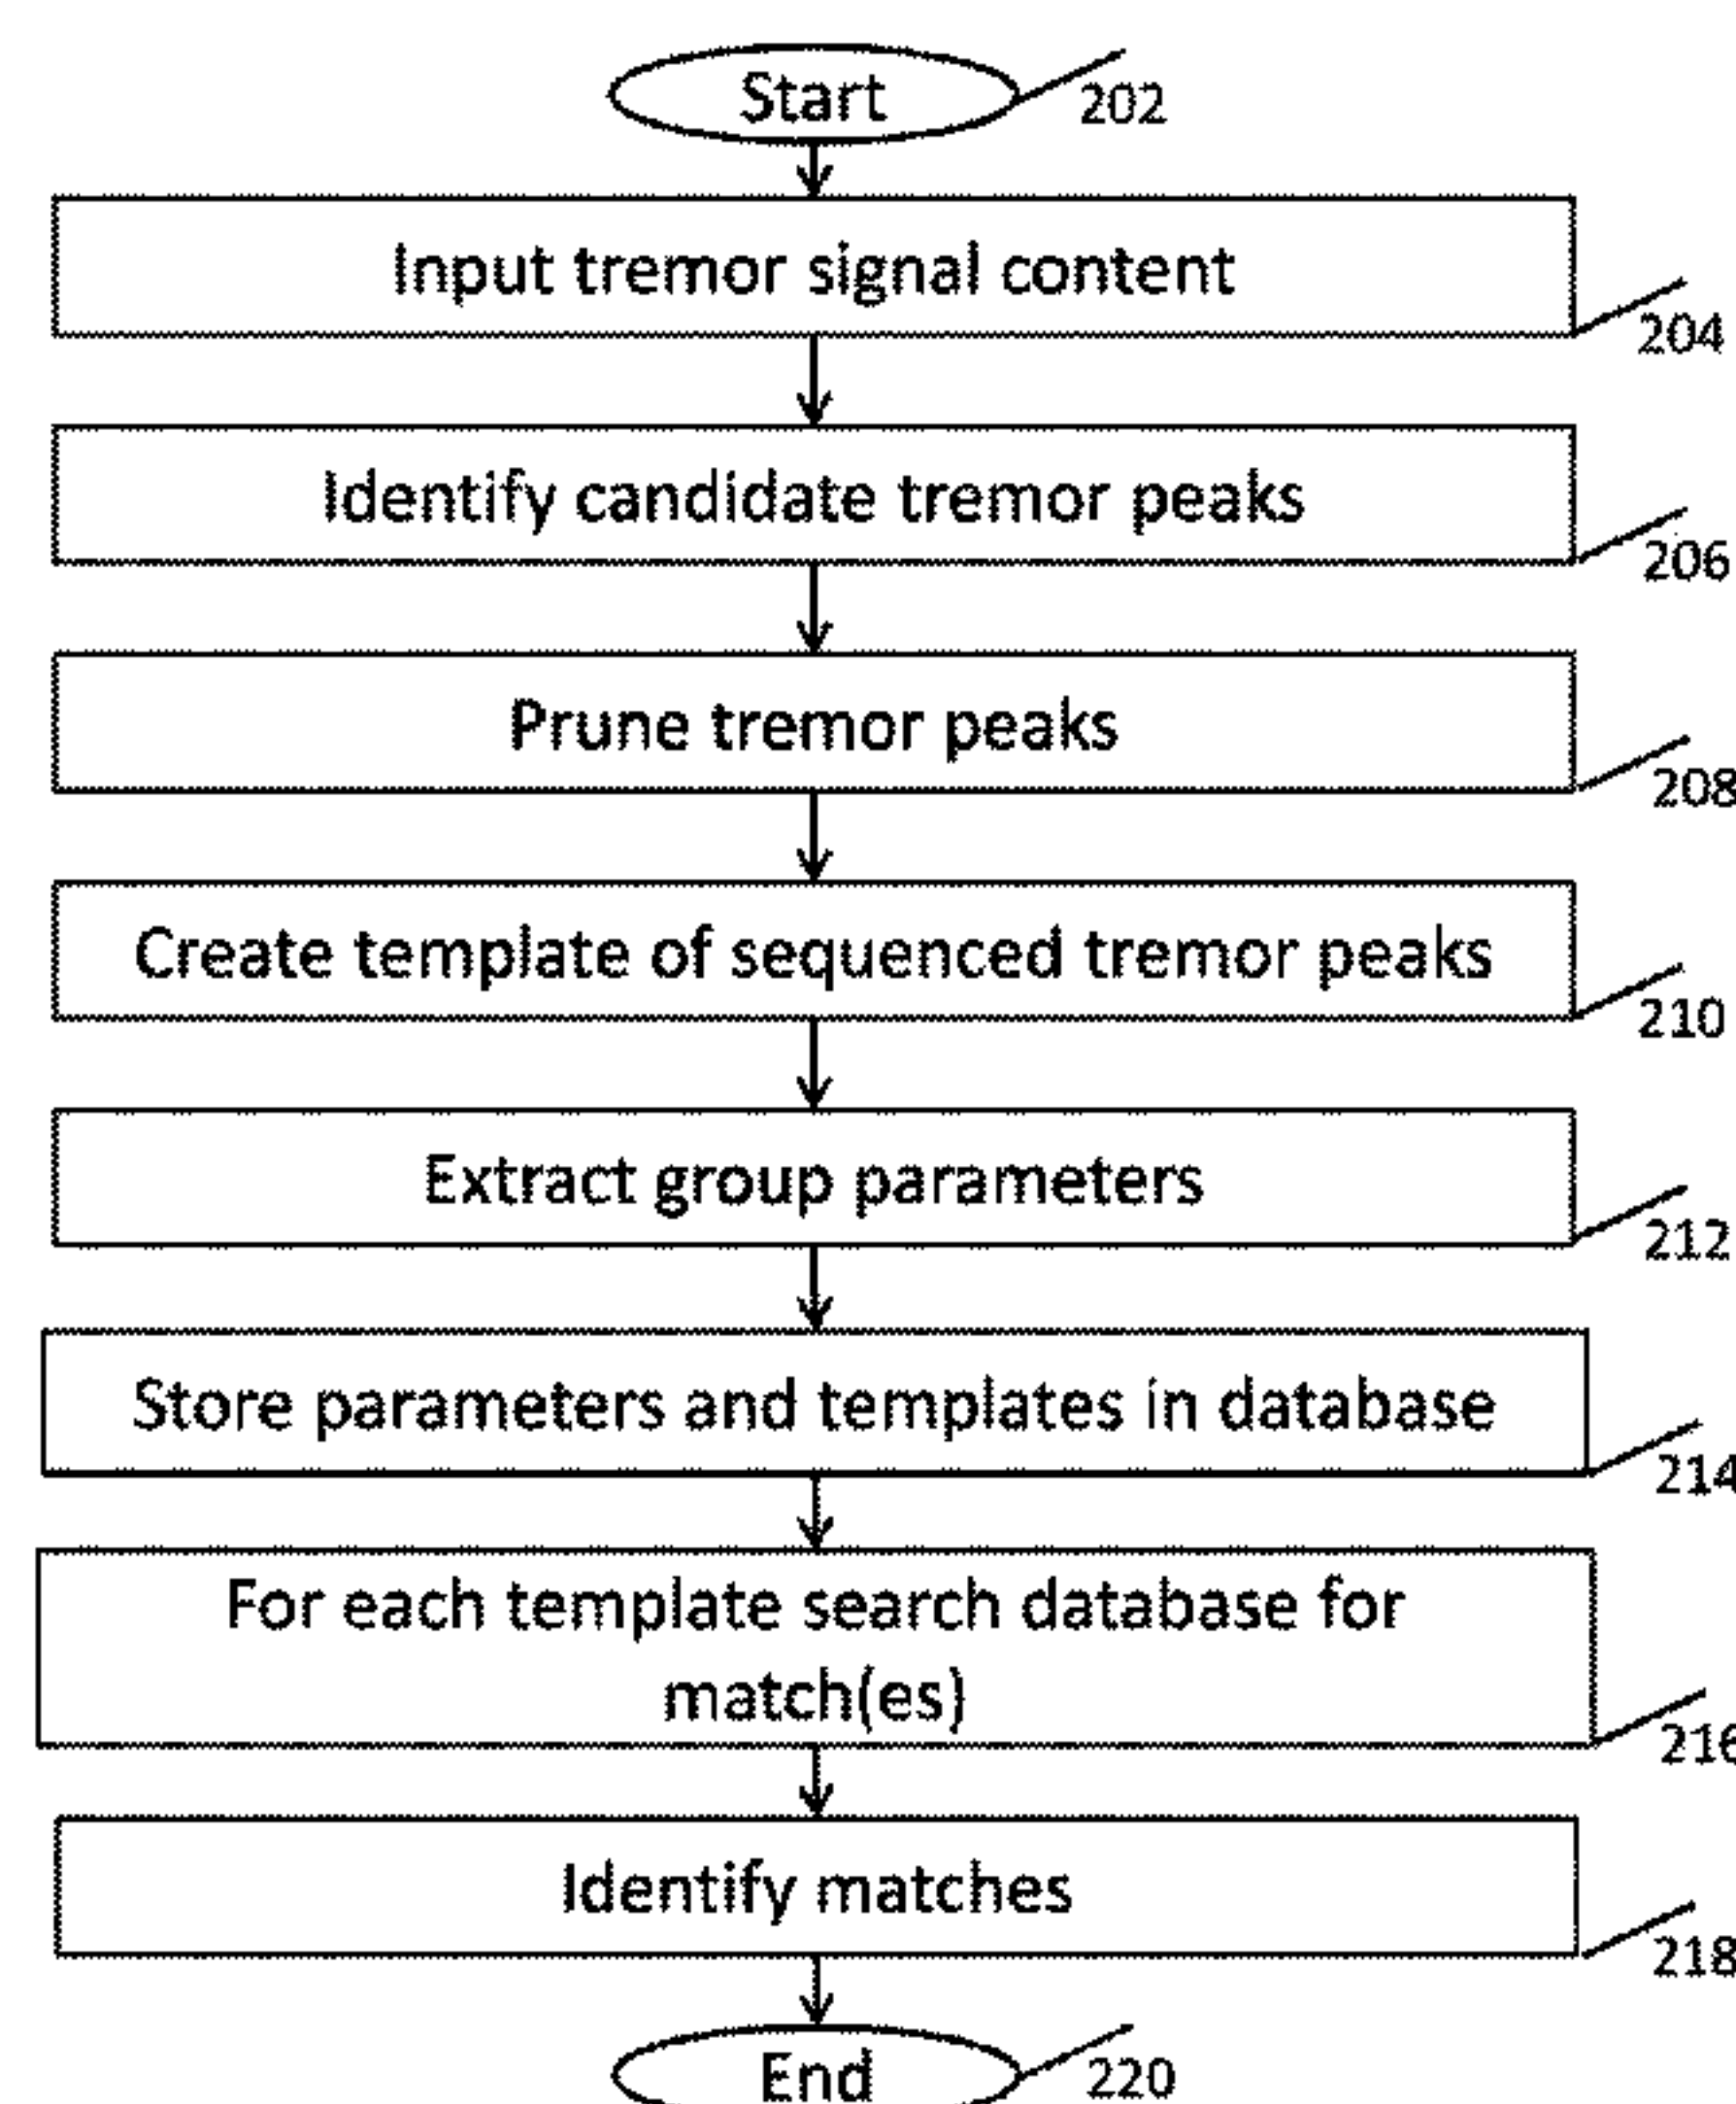 Start
202
Input tremor signal content
204
Identify candidate tremor peaks
206
Prune tremor peaks
208
Create template of sequenced tremor peaks
210
Extract group parameters
212
Store parameters and templates in database
214
For each template search database for
match(es)
216
Identify matches
218
End
220